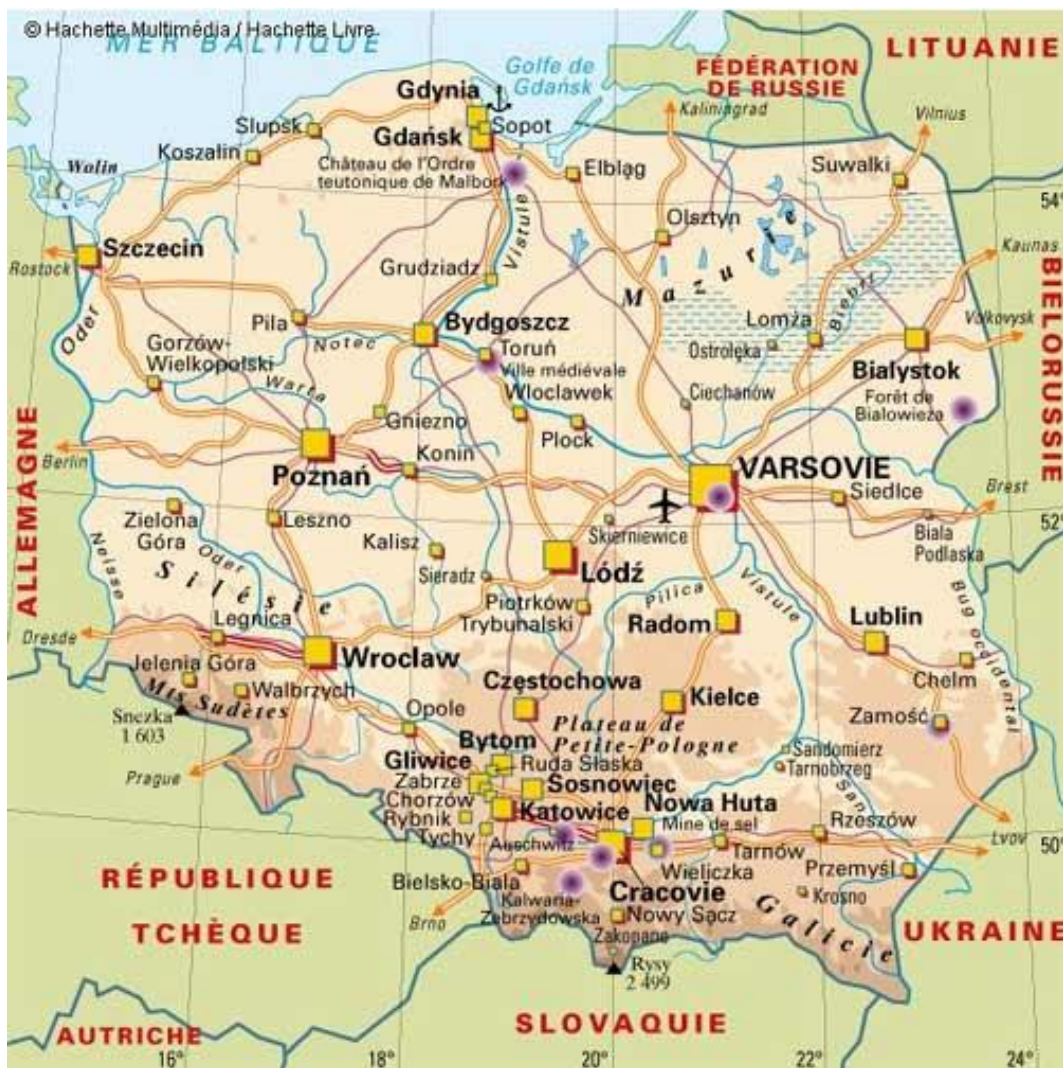 © Hachette Multimédia / Hachette Livre
MER BALTIQUE
Golfe de
Gdańsk
LITUANIE
FÉDÉRATION
DE RUSSIE
Kaliningrad
Vilnius
Gdynia
Gdańsk
Sopot
Slupsk
Koszalin
Château de l'Ordre
teutonique de Malbork
Elbląg
Suwalki
54°
Wolin
Szczecin
Rostock
Olsztyn
Kaunas
Vistule
Grudziadz
Mazurie
Biebrz
BIELORUSSIE
Oder
Pila
Notec
Bydgoszcz
Toruń
Ville médiévale
Lomża
Ostrołęka
Volkovysk
Gorzów-
Wielkopolski
Warta
Gniezno
Wloclawek
Ciechanów
Bialystok
Forêt de
Bialowieza
Plock
ALLEMAGNE
Berlin
Poznań
Konin
VARSOVIE
Siedlce
Brest
Zielona
Góra
Leszno
Kalisz
Skierniewice
Biala
Podlaska
52°
Neisse
Oder
Silésie
Sieradz
Lódź
Legnica
Piotrków
Trybunalski
Pilica
Vistule
Radom
Lublin
Bug occidental
Dresde
Wroclaw
Chelm
Jelenia Góra
Mts Sudètes
Walbrzych
Częstochowa
Kielce
Zamość
Snezka
1 603
Opole
Plateau de
Petite-Pologne
Prague
Bytom
Gliwice
Ruda Slaska
Sandomierz
Tarnobrzeg
Zabrze
Sosnowiec
Chorzów
Katowice
Nowa Huta
San
Rybnik
Mine de sel
Rzeszów
Tychy
Auschwitz
Tarnów
Lvov
50°
Wieliczka
Przemyśl
Bielsko-Biala
Cracovie
Krosno
RÉPUBLIQUE
TCHÈQUE
Brno
Kalwaria-
Zebrzydowska
Nowy Sącz
Galicie
UKRAINE
Zakopane
Rysy
2 499
SLOVAQUIE
AUTRICHE
16°
18°
20°
22°
24°